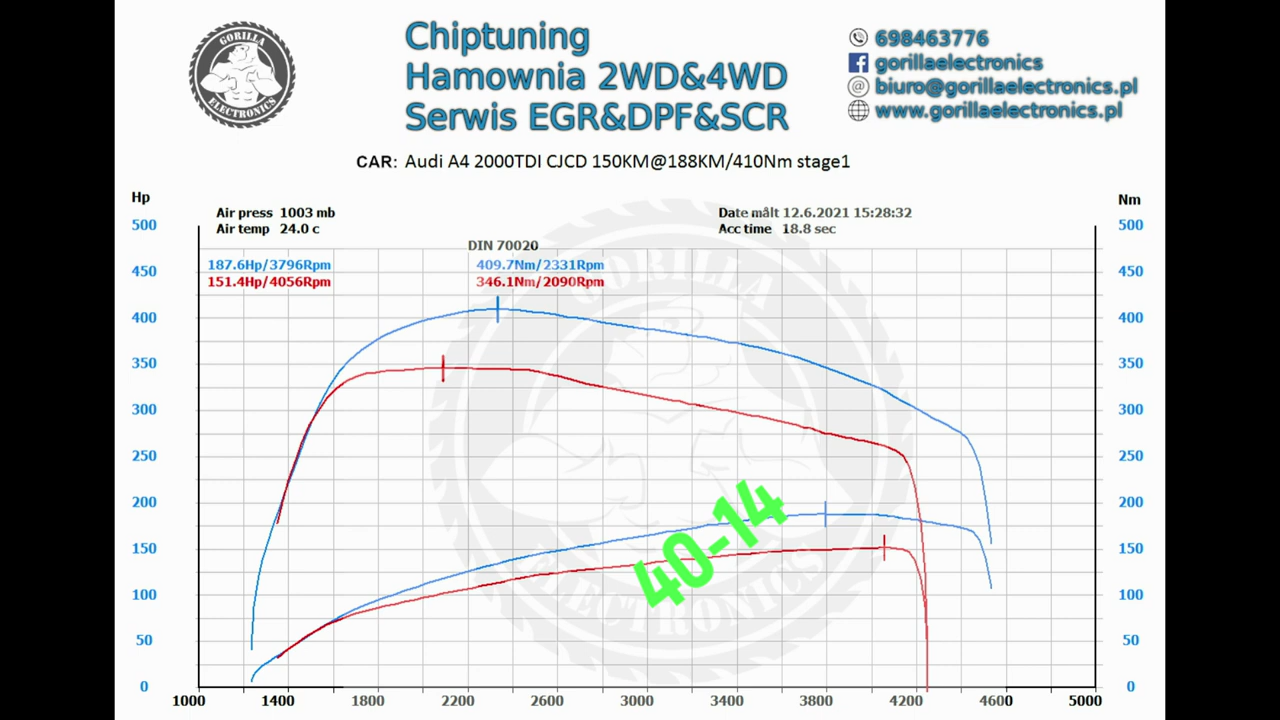 GORILLA
ELECTRONICS
Chiptuning
Hamownia 2WD&4WD
Serwis EGR&DPF&SCR
698463776
gorillaelectronics
biuro@gorillaelectronics.pl
www.gorillaelectronics.pl
CAR: Audi A4 2000TDI CJCD 150KM@188KM/410Nm stage1
Hp
Nm
Air press 1003 mb
Air temp 24.0 c
Date målt 12.6.2021 15:28:32
Acc time 18.8 sec
DIN 70020
187.6Hp/3796Rpm 409.7Nm/2331Rpm
151.4Hp/4056Rpm 346.1Nm/2090Rpm
500 500
450 450
400 400
350 350
300 300
250 250
200 200
150 150
100 100
50 50
0 0
GORILLA
ELECTRONICS
40-14
1000 1400 1800 2200 2600 3000 3400 3800 4200 4600 5000